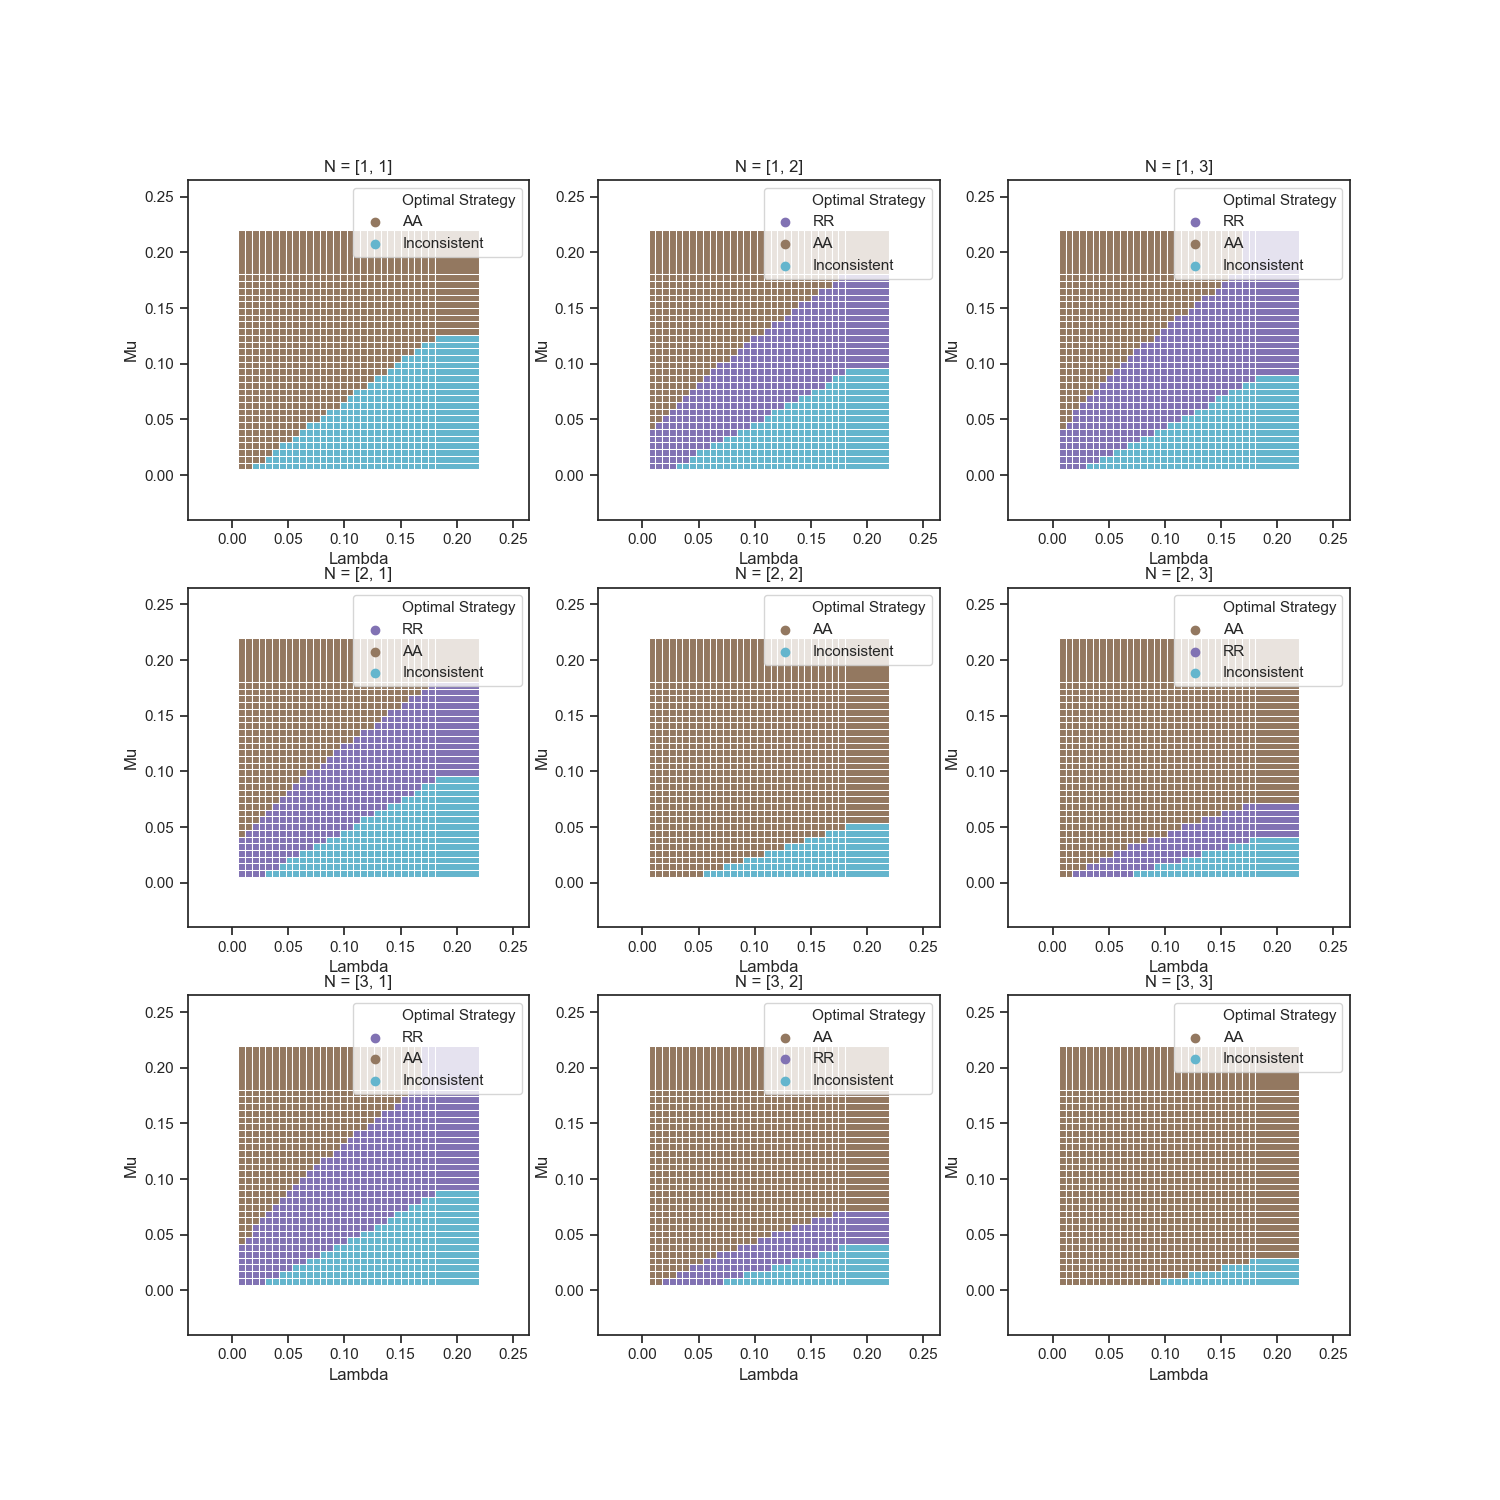 N = [1, 1]
0.25
0.20
0.15
0.10
0.05
0.00
Mu
Optimal Strategy
AA
Inconsistent
0.00 0.05 0.10 0.15 0.20 0.25
Lambda
N = [1, 2]
0.25
0.20
0.15
0.10
0.05
0.00
Mu
Optimal Strategy
RR
AA
Inconsistent
0.00 0.05 0.10 0.15 0.20 0.25
Lambda
N = [1, 3]
0.25
0.20
0.15
0.10
0.05
0.00
Mu
Optimal Strategy
RR
AA
Inconsistent
0.00 0.05 0.10 0.15 0.20 0.25
Lambda
N = [2, 1]
0.25
0.20
0.15
0.10
0.05
0.00
Mu
Optimal Strategy
RR
AA
Inconsistent
0.00 0.05 0.10 0.15 0.20 0.25
Lambda
N = [2, 2]
0.25
0.20
0.15
0.10
0.05
0.00
Mu
Optimal Strategy
AA
Inconsistent
0.00 0.05 0.10 0.15 0.20 0.25
Lambda
N = [2, 3]
0.25
0.20
0.15
0.10
0.05
0.00
Mu
Optimal Strategy
AA
RR
Inconsistent
0.00 0.05 0.10 0.15 0.20 0.25
Lambda
N = [3, 1]
0.25
0.20
0.15
0.10
0.05
0.00
Mu
Optimal Strategy
RR
AA
Inconsistent
0.00 0.05 0.10 0.15 0.20 0.25
Lambda
N = [3, 2]
0.25
0.20
0.15
0.10
0.05
0.00
Mu
Optimal Strategy
AA
RR
Inconsistent
0.00 0.05 0.10 0.15 0.20 0.25
Lambda
N = [3, 3]
0.25
0.20
0.15
0.10
0.05
0.00
Mu
Optimal Strategy
AA
Inconsistent
0.00 0.05 0.10 0.15 0.20 0.25
Lambda